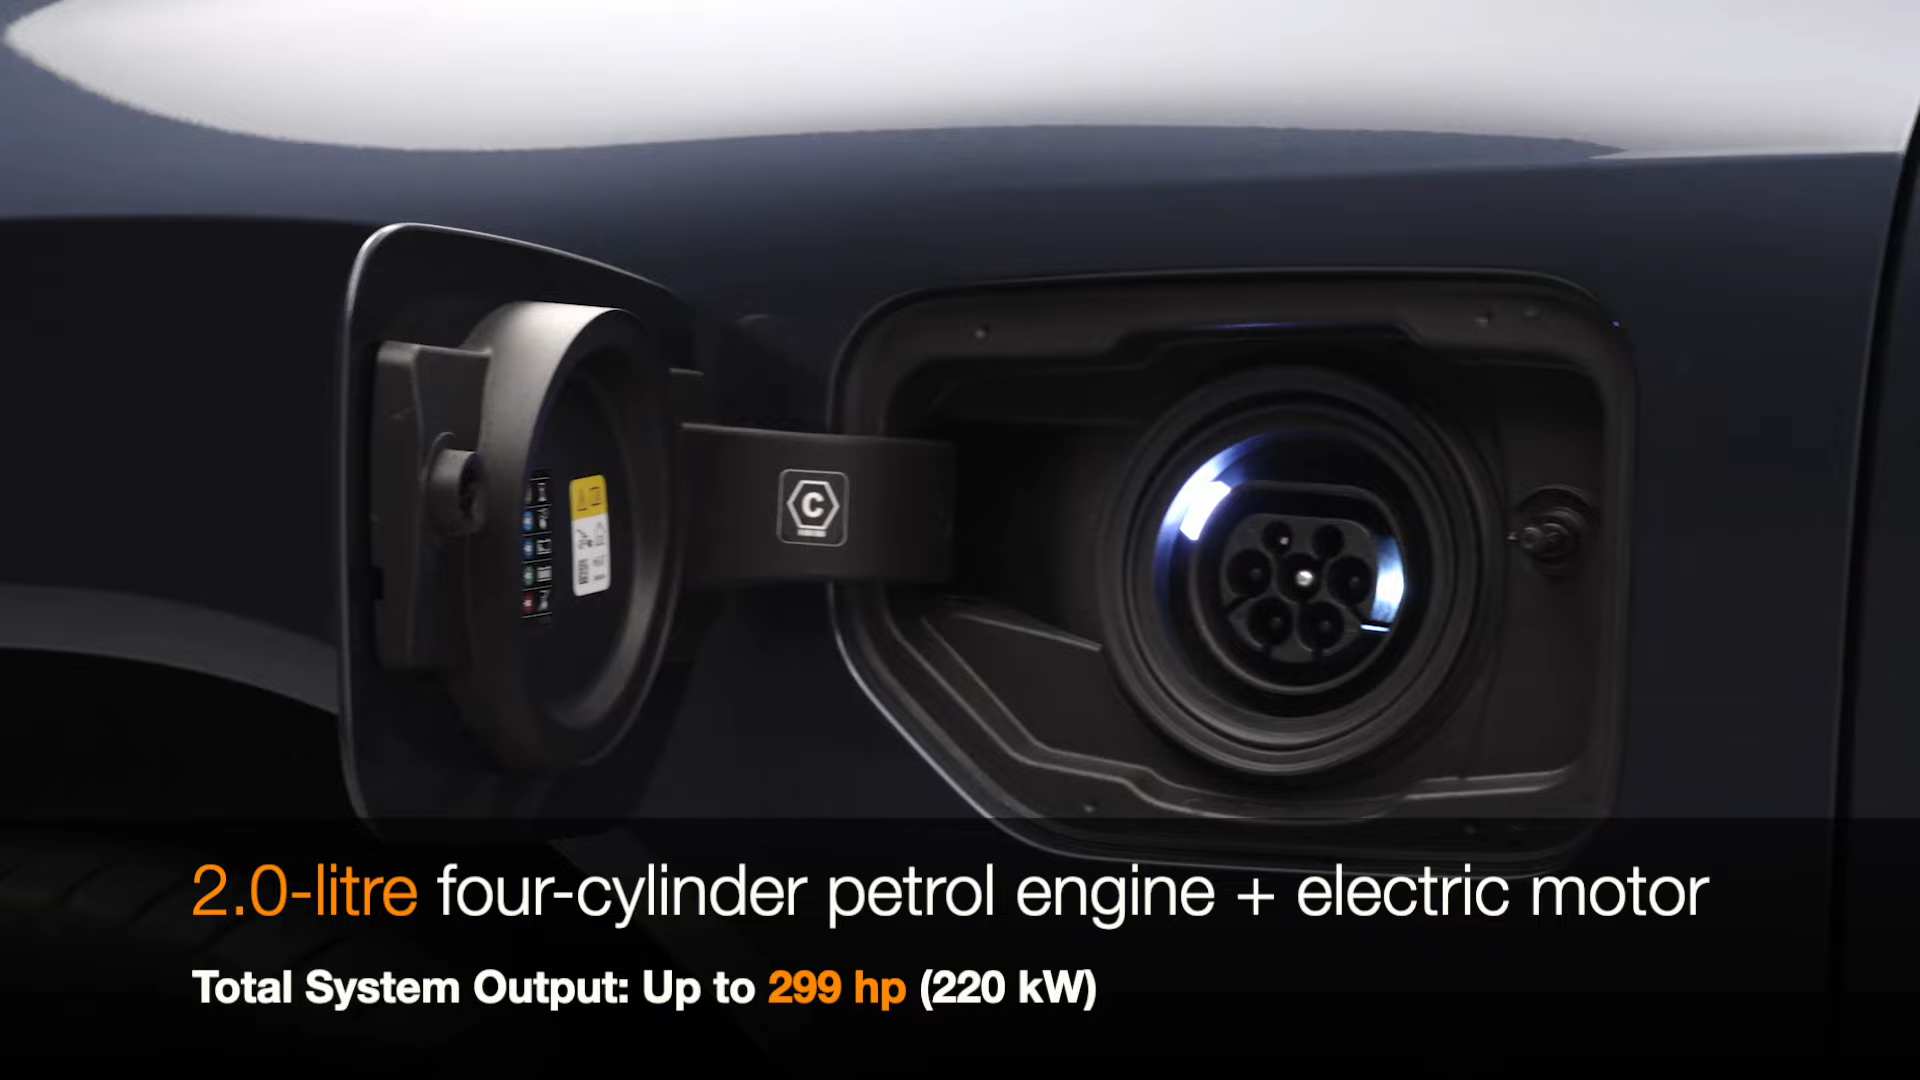 C
2.0-litre four-cylinder petrol engine + electric motor
Total System Output: Up to 299 hp (220 kW)